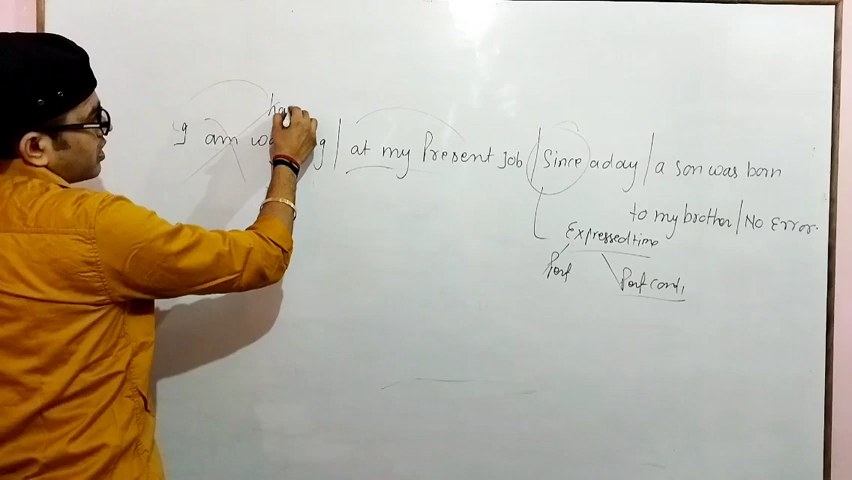 ha
I am wo g | at my Present job | Since a day | a son was born
to my brother | No Error.
Expressed time
Perf
Perf cont,